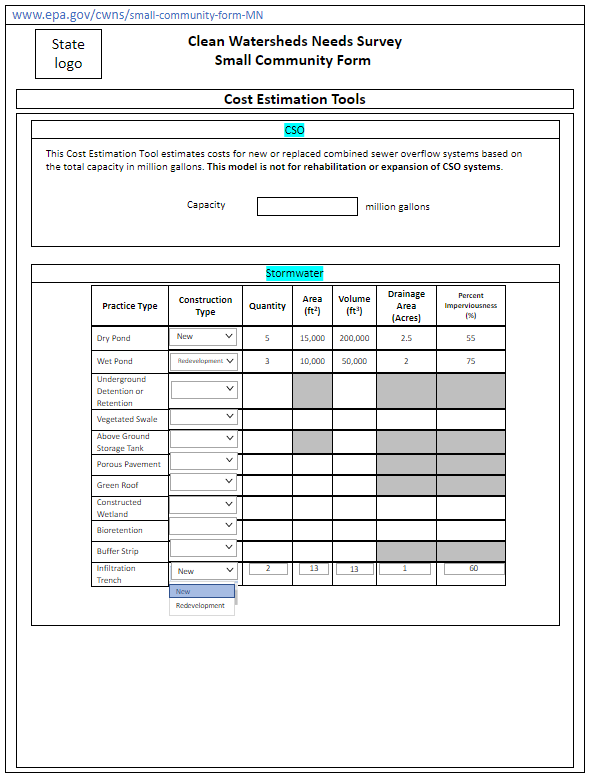 www.epa.gov/cwns/small-community-form-MN
State
logo
Clean Watersheds Needs Survey
Small Community Form
Cost Estimation Tools
CSO
This Cost Estimation Tool estimates costs for new or replaced combined sewer overflow systems based on
the total capacity in million gallons. This model is not for rehabilitation or expansion of CSO systems.
Capacity million gallons
Stormwater
Practice Type Construction Type Quantity Area (ft²) Volume (ft³) Drainage Area (Acres) Percent Imperviousness (%)
Dry Pond New 5 15,000 200,000 2.5 55
Wet Pond Redevelopment 3 10,000 50,000 2 75
Underground
Detention or
Retention
Vegetated Swale
Above Ground
Storage Tank
Porous Pavement
Green Roof
Constructed
Wetland
Bioretention
Buffer Strip
Infiltration Trench New 2 13 13 1 60
New
Redevelopment